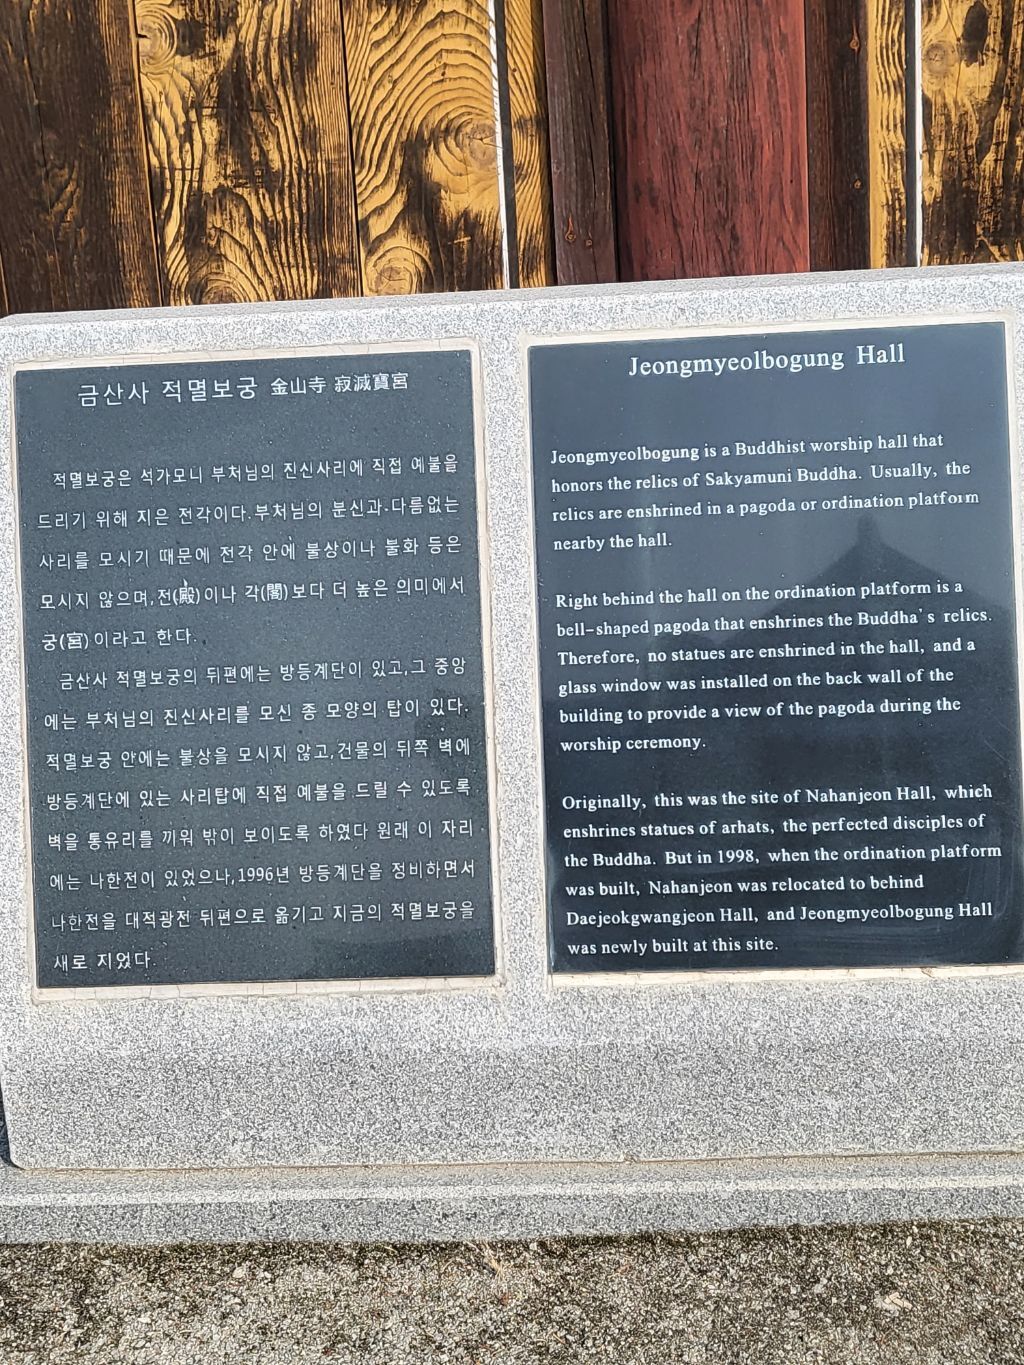 금산사 적멸보궁 金山寺 寂滅寶宮
적멸보궁은 석가모니 부처님의 진신사리에 직접 예불을
드리기 위해 지은 전각이다.부처님의 분신과 다름없는
사리를 모시기 때문에 전각 안에 불상이나 불화 등은
모시지 않으며,전(殿)이나 각(閣)보다 더 높은 의미에서
궁(宮)이라고 한다.
금산사 적멸보궁의 뒤편에는 방등계단이 있고,그 중앙
에는 부처님의 진신사리를 모신 종 모양의 탑이 있다.
적멸보궁 안에는 불상을 모시지 않고,건물의 뒤쪽 벽에
방등계단에 있는 사리탑에 직접 예불을 드릴 수 있도록
벽을 통유리를 끼워 밖이 보이도록 하였다 원래 이 자리
에는 나한전이 있었으나,1996년 방등계단을 정비하면서
나한전을 대적광전 뒤편으로 옮기고 지금의 적멸보궁을
새로 지었다.
Jeongmyeolbogung Hall
Jeongmyeolbogung is a Buddhist worship hall that
honors the relics of Sakyamuni Buddha. Usually, the
relics are enshrined in a pagoda or ordination platform
nearby the hall.
Right behind the hall on the ordination platform is a
bell-shaped pagoda that enshrines the Buddha's relics.
Therefore, no statues are enshrined in the hall, and a
glass window was installed on the back wall of the
building to provide a view of the pagoda during the
worship ceremony.
Originally, this was the site of Nahanjeon Hall, which
enshrines statues of arhats, the perfected disciples of
the Buddha. But in 1998, when the ordination platform
was built, Nahanjeon was relocated to behind
Daejeokgwangjeon Hall, and Jeongmyeolbogung Hall
was newly built at this site.